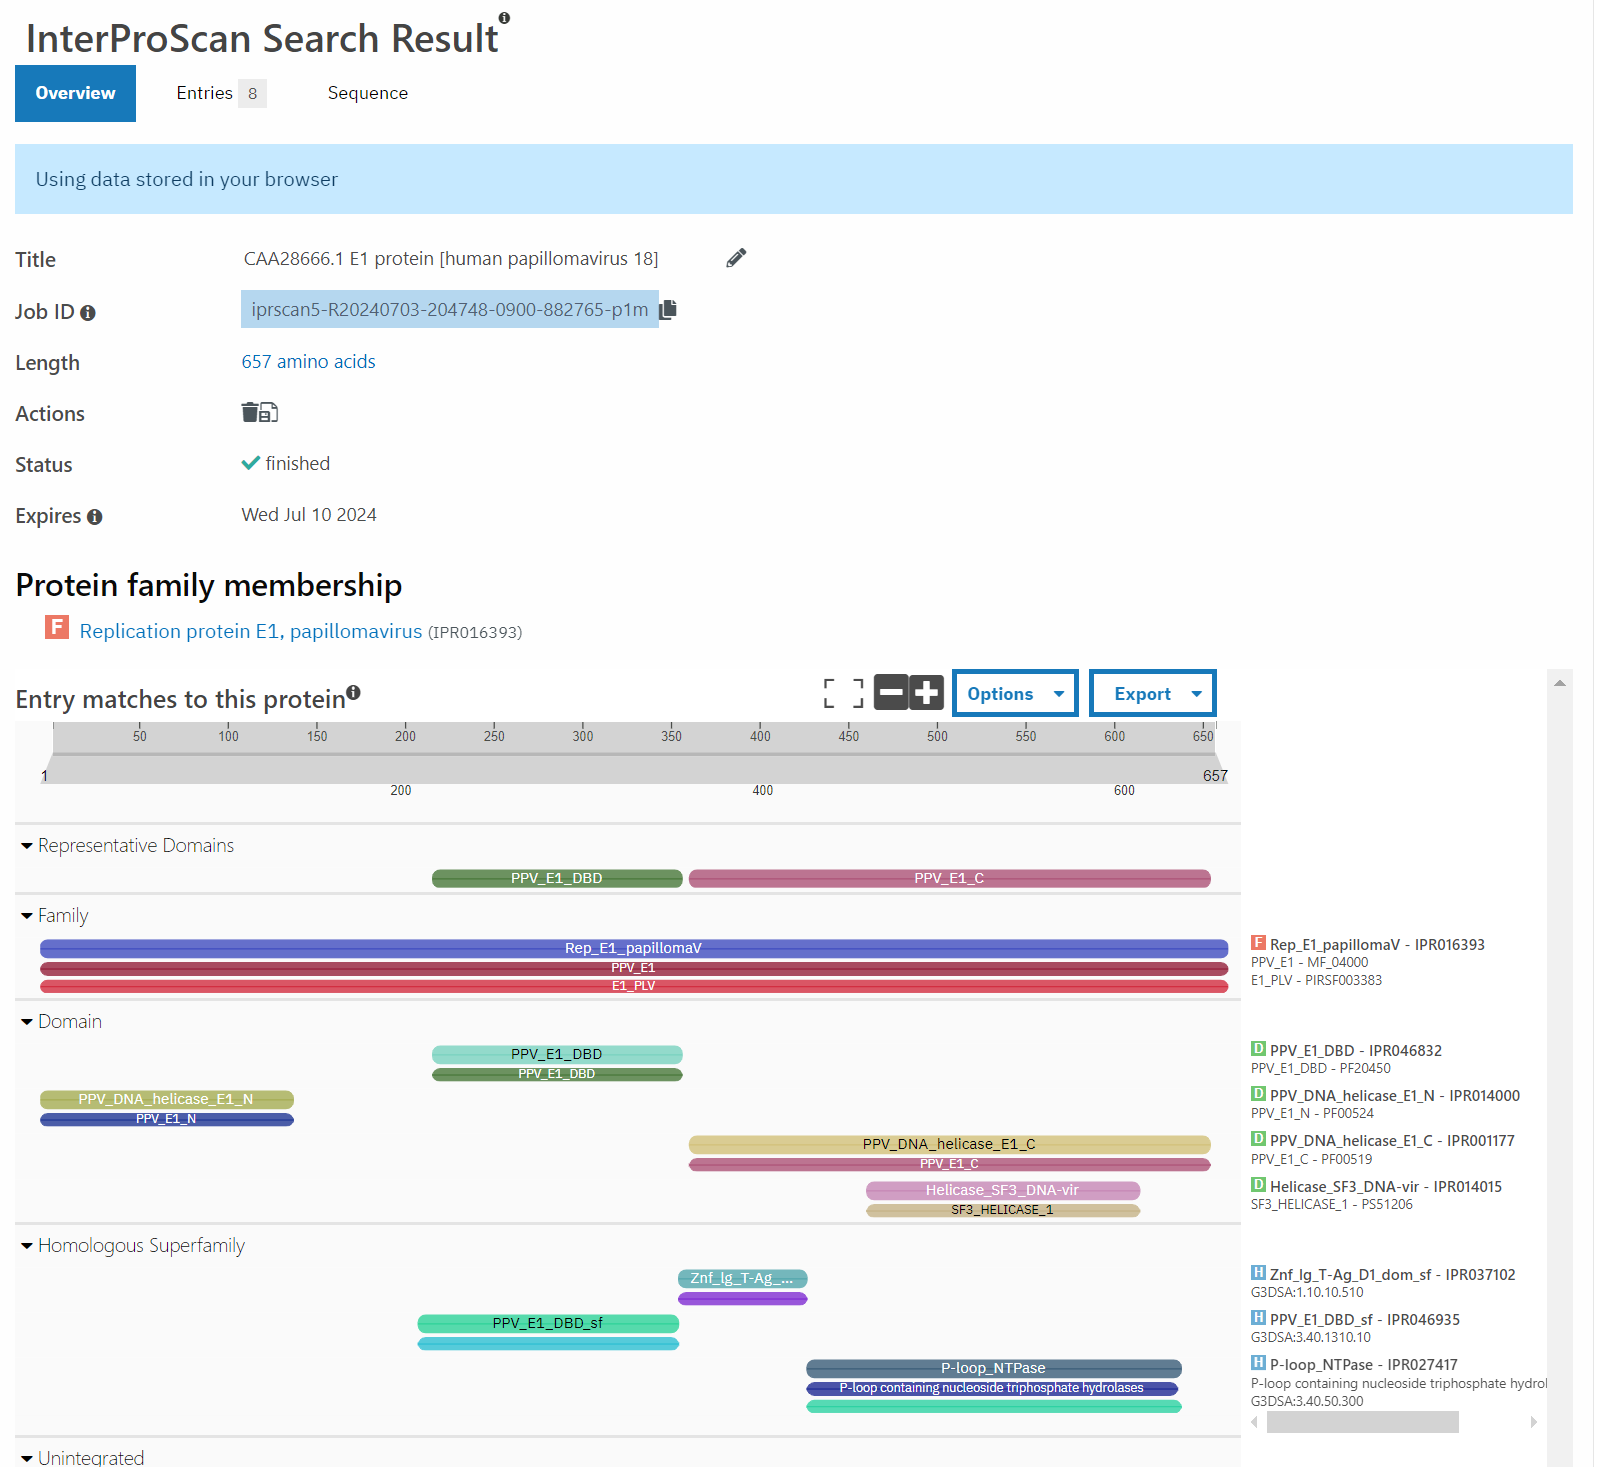 InterProScan Search Result
Overview
Entries 8
Sequence
Using data stored in your browser
Title CAA28666.1 E1 protein [human papillomavirus 18]
Job ID iprscan5-R20240703-204748-0900-882765-p1m
Length 657 amino acids
Actions
Status finished
Expires Wed Jul 10 2024
Protein family membership
F Replication protein E1, papillomavirus (IPR016393)
Entry matches to this protein
Options
Export
50 100 150 200 250 300 350 400 450 500 550 600 650
1 657
200 400 600
Representative Domains
PPV_E1_DBD PPV_E1_C
Family
Rep_E1_papillomaV
F Rep_E1_papillomaV - IPR016393
PPV_E1
PPV_E1 - MF_04000
E1_PLV
E1_PLV - PIRSF003383
Domain
PPV_E1_DBD
D PPV_E1_DBD - IPR046832
PPV_E1_DBD
PPV_E1_DBD - PF20450
PPV_DNA_helicase_E1_N
D PPV_DNA_helicase_E1_N - IPR014000
PPV_E1_N
PPV_E1_N - PF00524
PPV_DNA_helicase_E1_C
D PPV_DNA_helicase_E1_C - IPR001177
PPV_E1_C
PPV_E1_C - PF00519
Helicase_SF3_DNA-vir
D Helicase_SF3_DNA-vir - IPR014015
SF3_HELICASE_1
SF3_HELICASE_1 - PS51206
Homologous Superfamily
Znf_lg_T-Ag_...
H Znf_lg_T-Ag_D1_dom_sf - IPR037102
G3DSA:1.10.10.510
PPV_E1_DBD_sf
H PPV_E1_DBD_sf - IPR046935
G3DSA:3.40.1310.10
P-loop_NTPase
H P-loop_NTPase - IPR027417
P-loop containing nucleoside triphosphate hydrolases
P-loop containing nucleoside triphosphate hydrol
G3DSA:3.40.50.300
Unintegrated